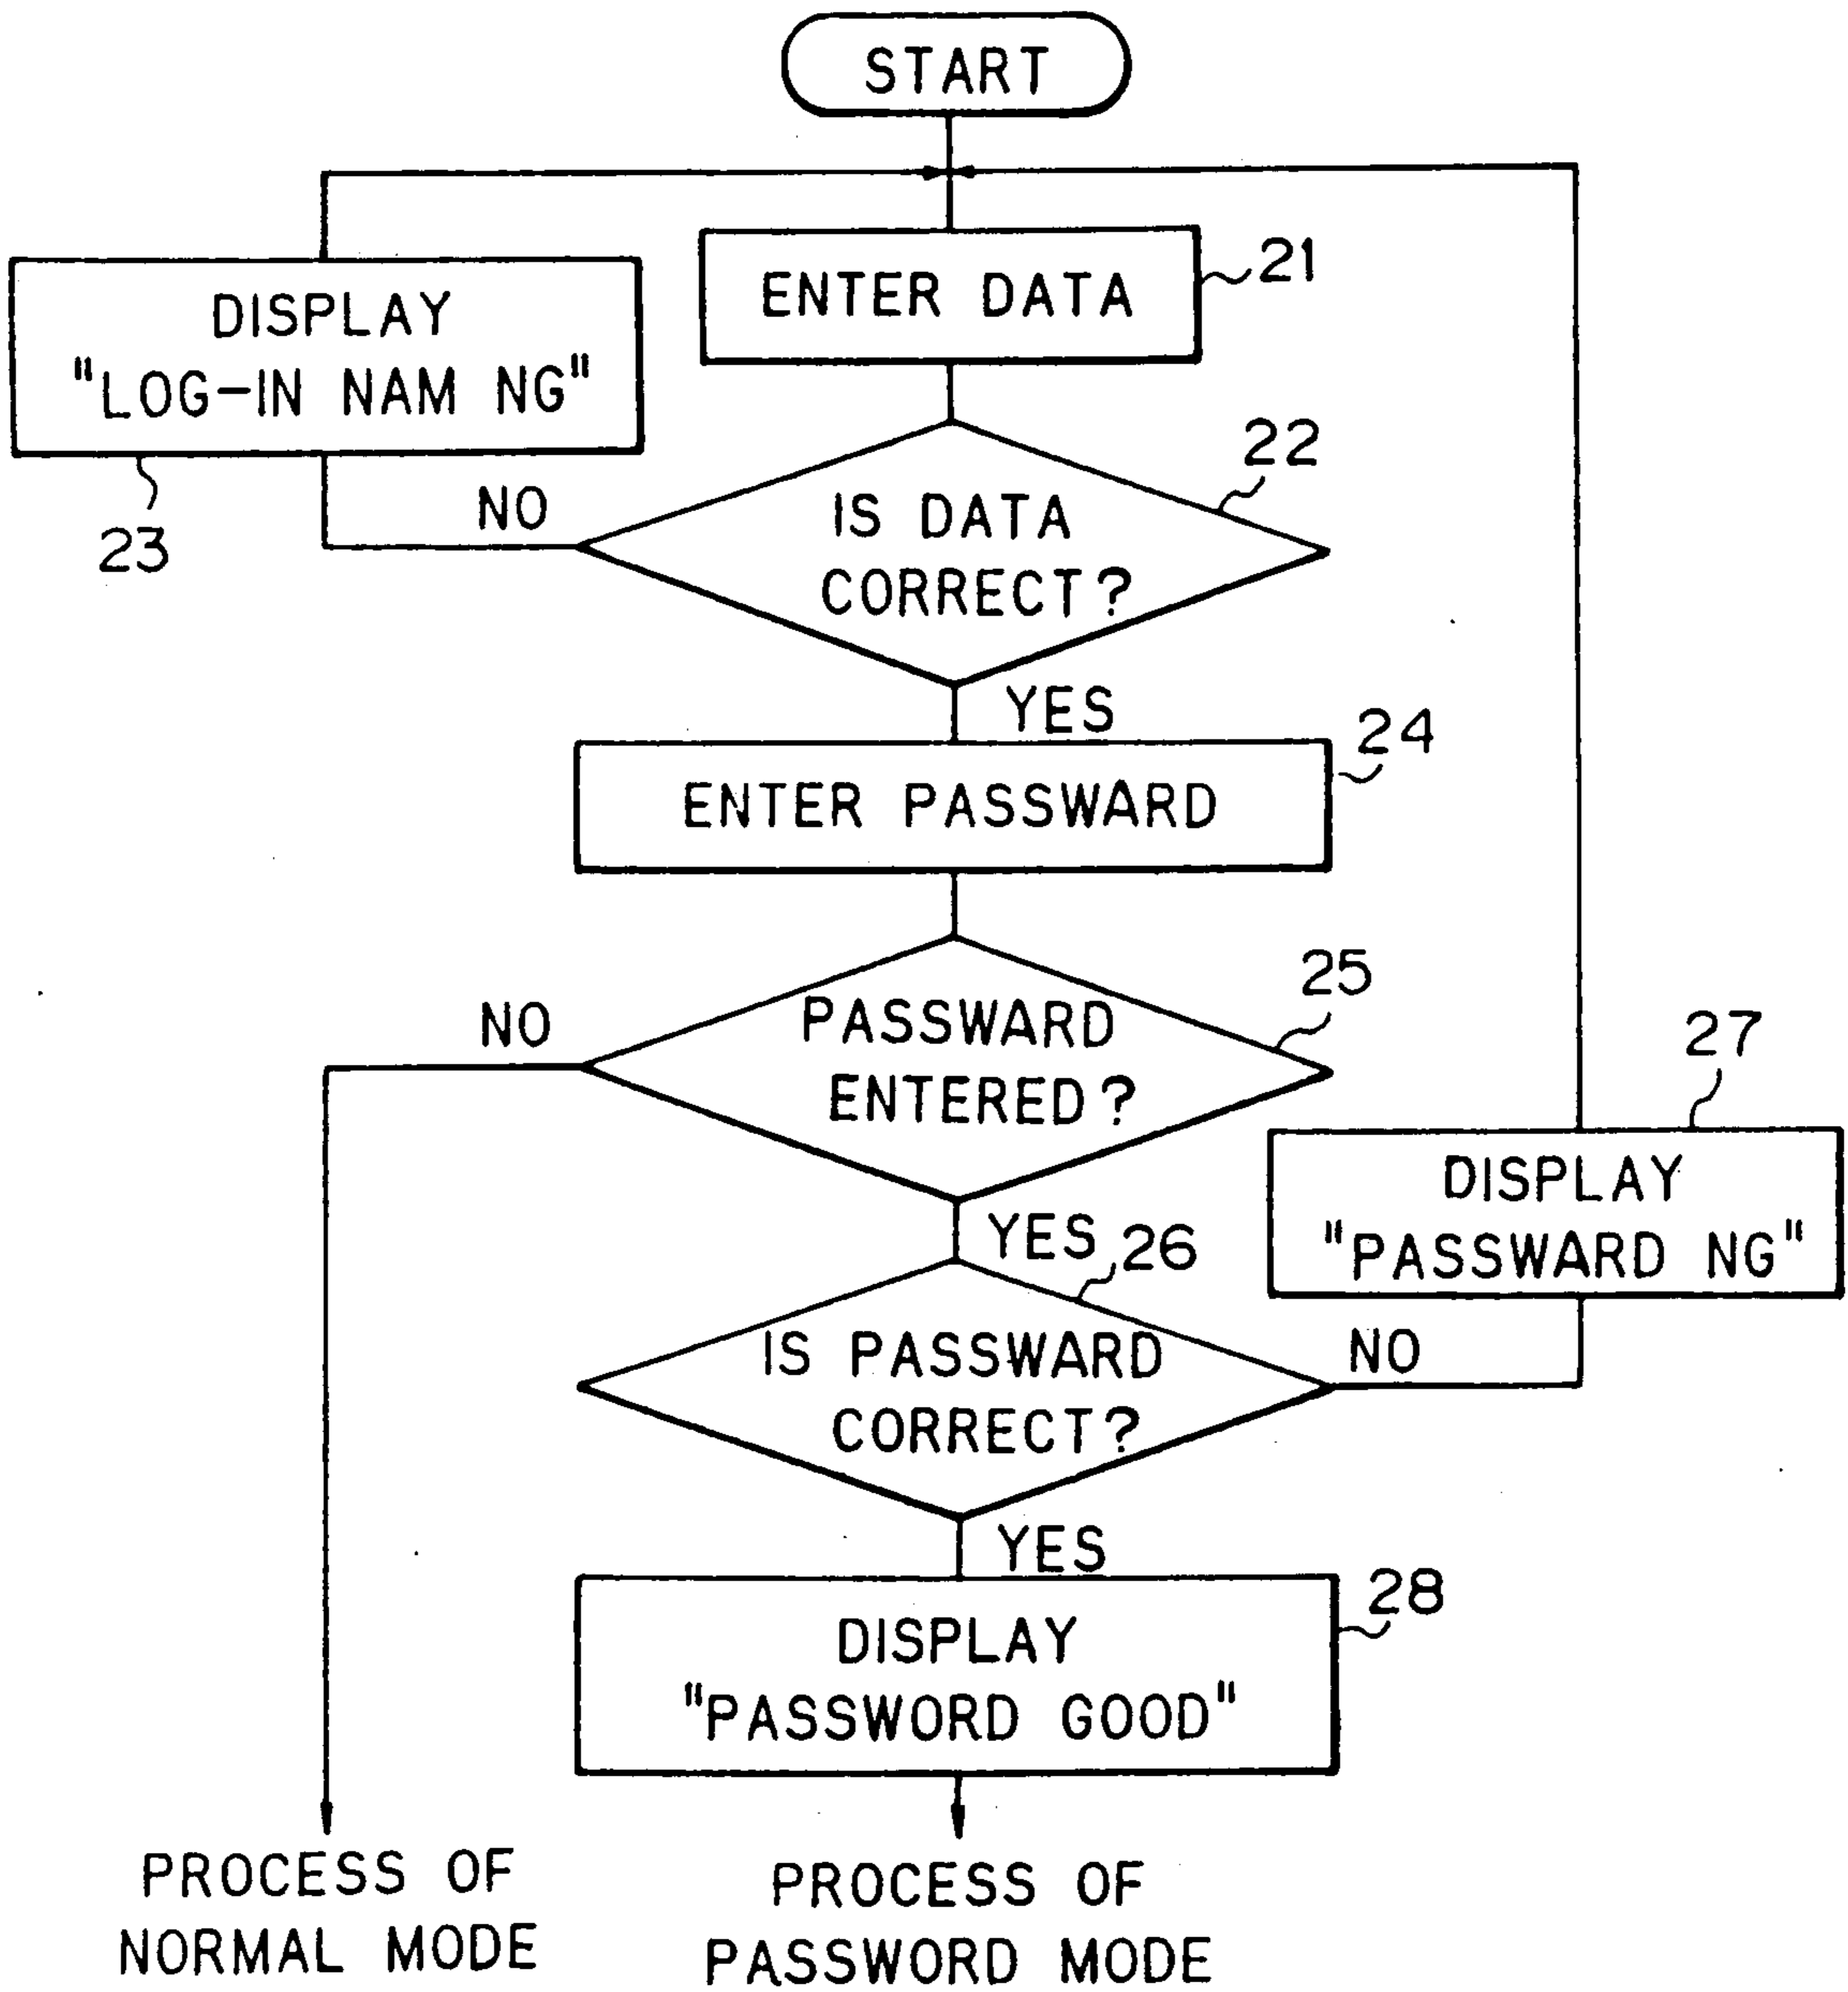 START
ENTER DATA
21
DISPLAY
"LOG-IN NAM NG"
23
NO
22
IS DATA
CORRECT?
YES
24
ENTER PASSWARD
25
NO
PASSWARD
ENTERED?
27
DISPLAY
"PASSWARD NG"
YES
26
IS PASSWARD
CORRECT?
NO
YES
28
DISPLAY
"PASSWORD GOOD"
PROCESS OF
NORMAL MODE
PROCESS OF
PASSWORD MODE